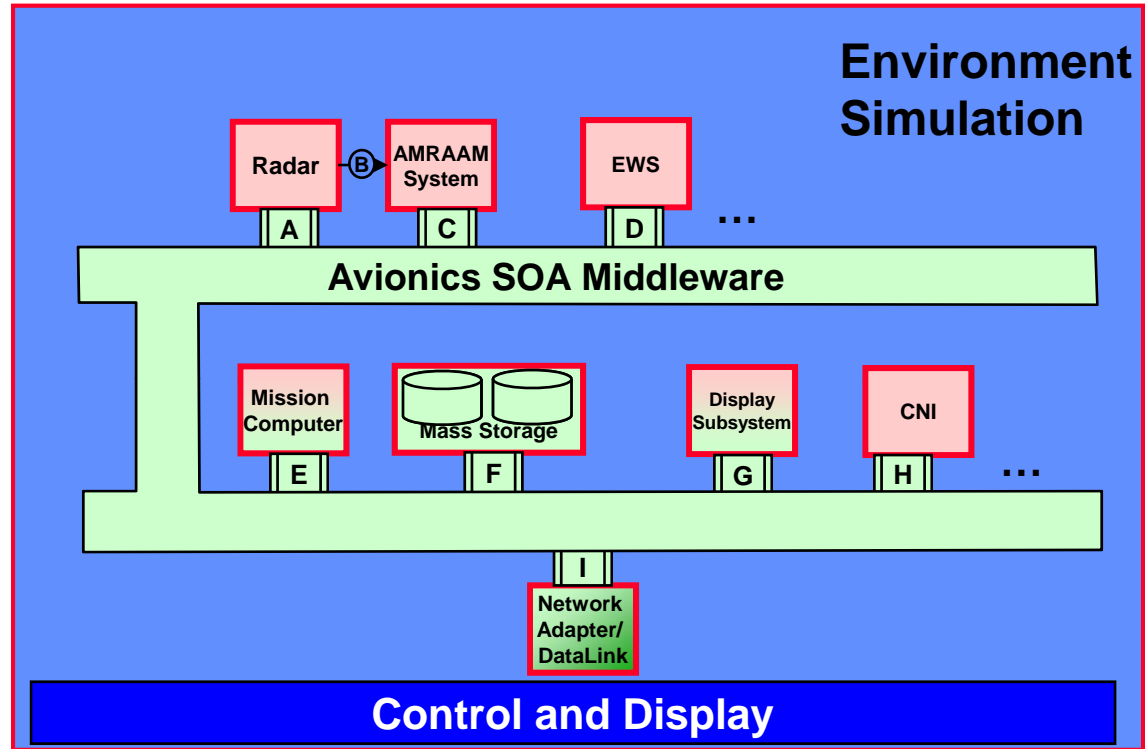 Environment
Simulation
Radar
B
AMRAAM
System
EWS
...
A
C
D
Avionics SOA Middleware
Mission
Computer
Mass Storage
Display
Subsystem
CNI
...
E
F
G
H
I
Network
Adapter/
DataLink
Control and Display